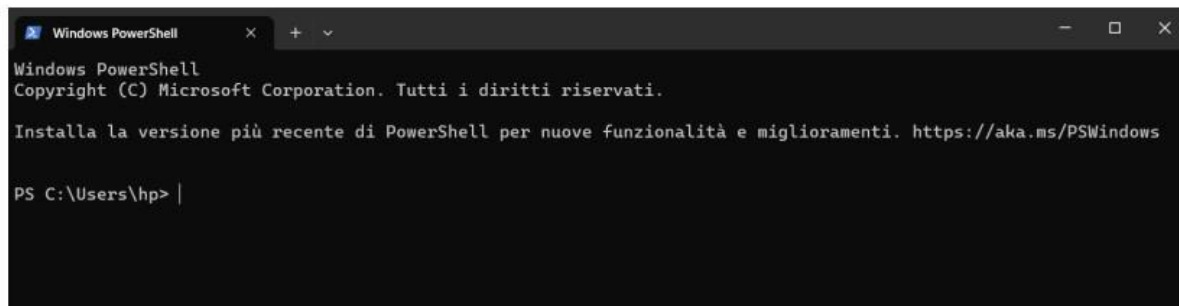 Windows PowerShell
Windows PowerShell
Copyright (C) Microsoft Corporation. Tutti i diritti riservati.
Installa la versione più recente di PowerShell per nuove funzionalità e miglioramenti. https://aka.ms/PSWindows
PS C:\Users\hp>